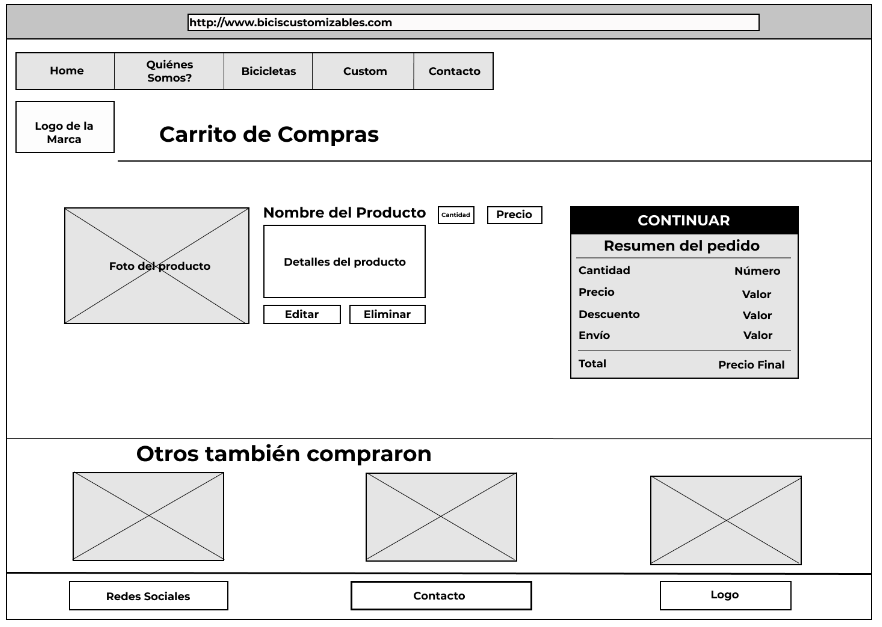 http://www.biciscustomizables.com
Home
Quiénes
Somos?
Bicicletas
Custom
Contacto
Logo de la
Marca
Carrito de Compras
Foto del producto
Nombre del Producto
Cantidad
Precio
Detalles del producto
Editar
Eliminar
CONTINUAR
Resumen del pedido
Cantidad Número
Precio Valor
Descuento Valor
Envío Valor
Total Precio Final
Otros también compraron
Redes Sociales
Contacto
Logo